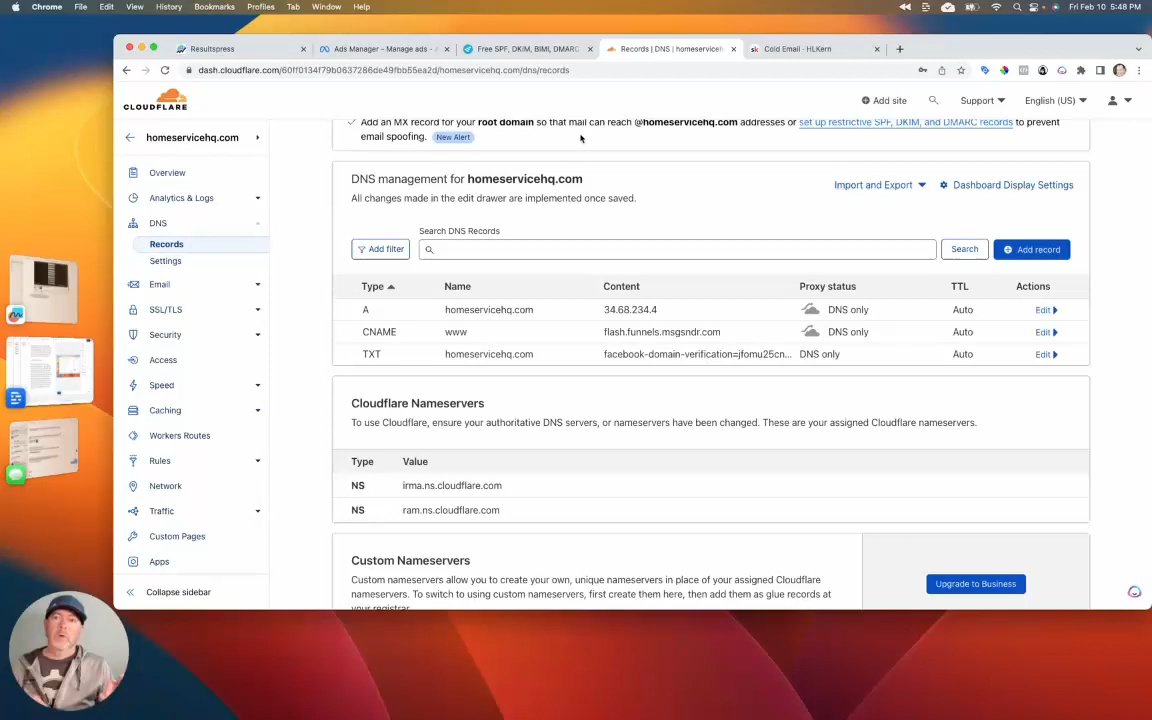 Chrome File Edit View History Bookmarks Profiles Tab Window Help
Fri Feb 10 5:48 PM
Resultspress
Ads Manager - Manage ads -
Free SPF, DKIM, BIMI, DMARC
Records | DNS | homeserviceh
Cold Email - HLKern
dash.cloudflare.com/60ff0134f79b0637286de49fbb55ea2d/homeservicehq.com/dns/records
CLOUDFLARE
Add site
Support
English (US)
homeservicehq.com
Overview
Analytics & Logs
DNS
Records
Settings
Email
SSL/TLS
Security
Access
Speed
Caching
Workers Routes
Rules
Network
Traffic
Custom Pages
Apps
Collapse sidebar
Add an MX record for your root domain so that mail can reach @homeservicehq.com addresses or set up restrictive SPF, DKIM, and DMARC records to prevent
email spoofing. New Alert
DNS management for homeservicehq.com
All changes made in the edit drawer are implemented once saved.
Import and Export
Dashboard Display Settings
Search DNS Records
Add filter
Search
Add record
Type Name Content Proxy status TTL Actions
A homeservicehq.com 34.68.234.4 DNS only Auto Edit
CNAME www flash.funnels.msgsndr.com DNS only Auto Edit
TXT homeservicehq.com facebook-domain-verification=jfomu25cn... DNS only Auto Edit
Cloudflare Nameservers
To use Cloudflare, ensure your authoritative DNS servers, or nameservers have been changed. These are your assigned Cloudflare nameservers.
Type Value
NS irma.ns.cloudflare.com
NS ram.ns.cloudflare.com
Custom Nameservers
Custom nameservers allow you to create your own, unique nameservers in place of your assigned Cloudflare
nameservers. To switch to using custom nameservers, first create them here, then add them as glue records at
your registrar.
Upgrade to Business